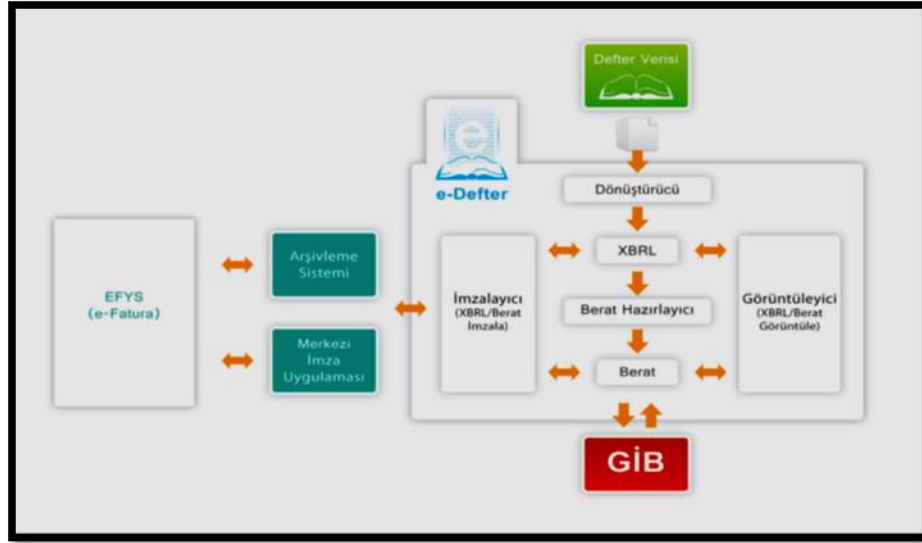 Defter Verisi
e
e-Defter
Dönüştürücü
XBRL
Arşivleme
Sistemi
EFYS
(e-Fatura)
İmzalayıcı
(XBRL/Berat
İmzala)
Berat Hazırlayıcı
Görüntüleyici
(XBRL/Berat
Görüntüle)
Merkezi
İmza
Uygulaması
Berat
GİB